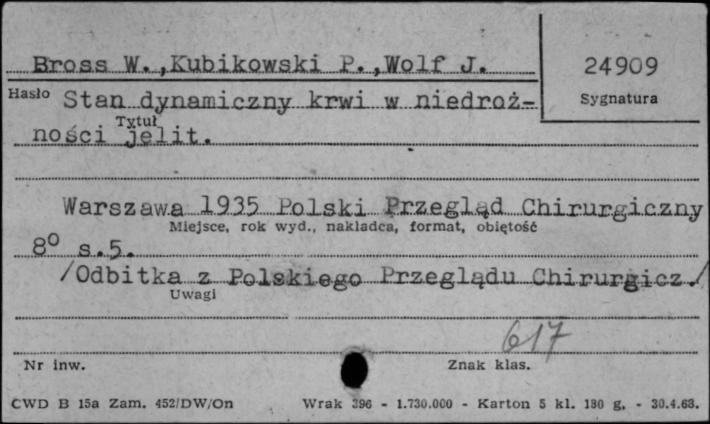 Bross W.,Kubikowski P.,Wolf J.
24909
Hasło
Sygnatura
Stan dynamiczny krwi w niedroż-
Tytuł
ności jelit.
Warszawa 1935 Polski Przegląd Chirurgiczny
Miejsce, rok wyd., nakładca, format, objętość
8º s.5.
/Odbitka z Polskiego Przeglądu Chirurgicz./
Uwagi
617
Nr inw.
Znak klas.
CWD B 15a Zam. 452/DW/On Wrak 396 - 1.730.000 - Karton 5 kl. 180 g. - 30.4.63.